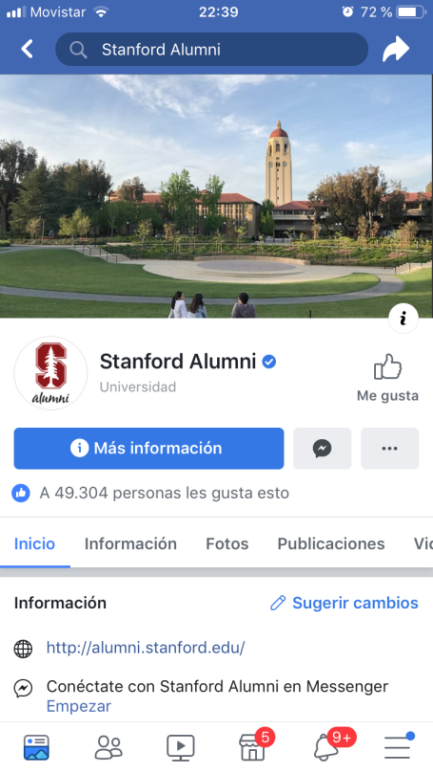 Movistar 22:39 72 %
Stanford Alumni
S
alumni
Stanford Alumni
Universidad
Me gusta
Más información
A 49.304 personas les gusta esto
Inicio Información Fotos Publicaciones Vid
Información Sugerir cambios
http://alumni.stanford.edu/
Conéctate con Stanford Alumni en Messenger
Empezar
5 9+